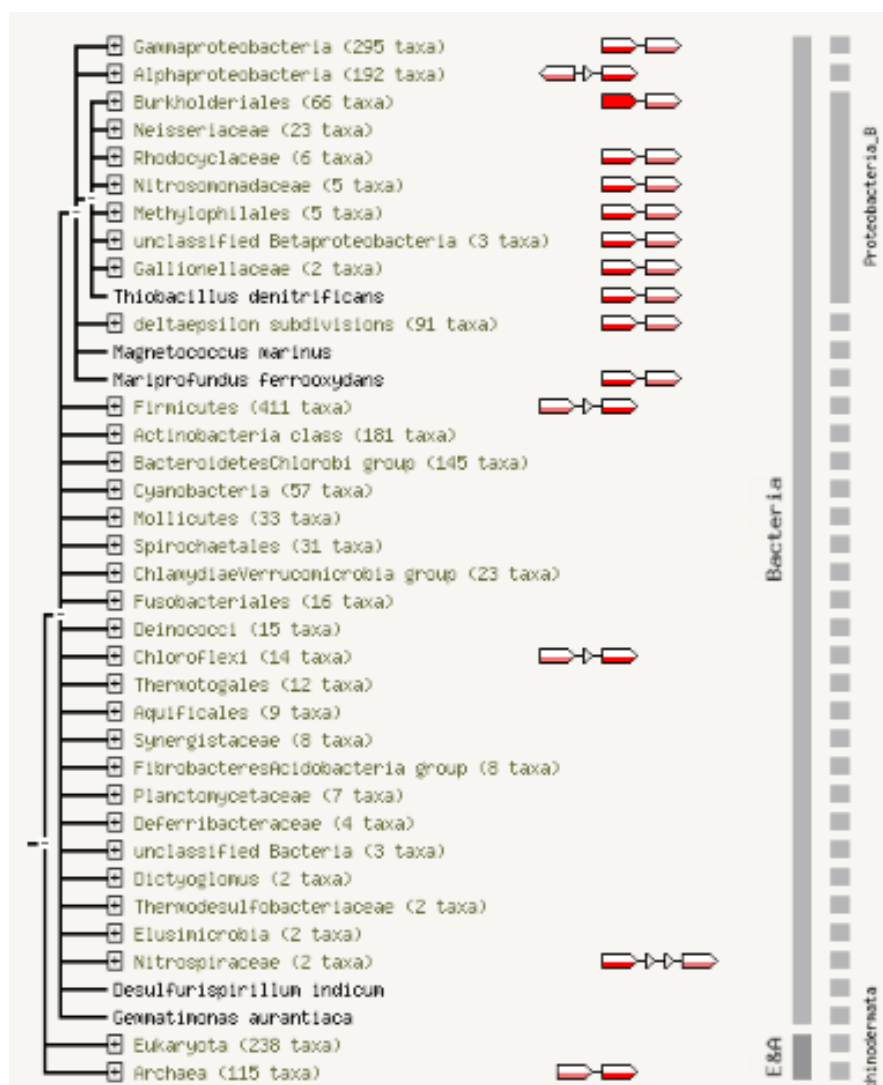 Gammaproteobacteria (295 taxa)
Alphaproteobacteria (192 taxa)
Burkholderiales (66 taxa)
Neisseriaceae (23 taxa)
Rhodocyclaceae (6 taxa)
Nitrosomonadaceae (5 taxa)
Methylophilales (5 taxa)
unclassified Betaproteobacteria (3 taxa)
Gallionellaceae (2 taxa)
Thiobacillus denitrificans
deltaepsilon subdivisions (91 taxa)
Magnetococcus marinus
Mariprofundus ferrooxydans
Firmicutes (411 taxa)
Actinobacteria class (181 taxa)
BacteroidetesChlorobi group (145 taxa)
Cyanobacteria (57 taxa)
Mollicutes (33 taxa)
Spirochaetales (31 taxa)
ChlamydiaeVerrucomicrobia group (23 taxa)
Fusobacteriales (16 taxa)
Deinococci (15 taxa)
Chloroflexi (14 taxa)
Thermotogales (12 taxa)
Aquificales (9 taxa)
Synergistaceae (8 taxa)
FibrobacteresAcidobacteria group (8 taxa)
Planctomycetaceae (7 taxa)
Deferribacteraceae (4 taxa)
unclassified Bacteria (3 taxa)
Dictyoglomus (2 taxa)
Thermodesulfobacteriaceae (2 taxa)
Elusimicrobia (2 taxa)
Nitrospiraceae (2 taxa)
Desulfurispirillum indicum
Gemmatimonas aurantiaca
Eukaryota (238 taxa)
Archaea (115 taxa)
Bacteria
E&A
Proteobacteria_B
hinodermata